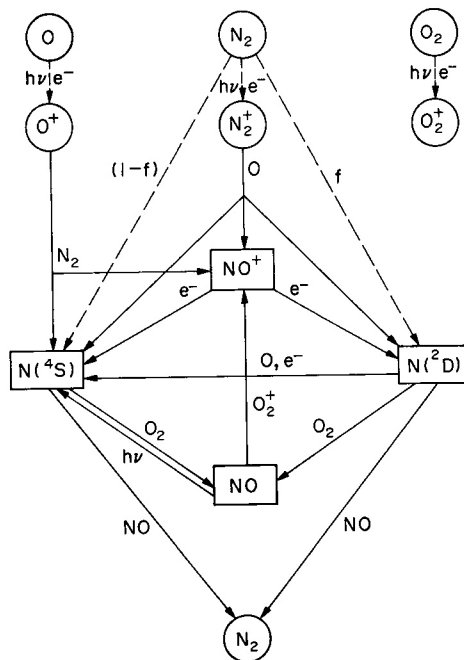 O
N₂
O₂
hν e⁻
hν e⁻
hν e⁻
O⁺
N₂⁺
O₂⁺
(1-f)
O
f
N₂
NO⁺
e⁻
e⁻
N(⁴S)
O, e⁻
N(²D)
O₂
O₂⁺
O₂
hν
NO
NO
NO
N₂